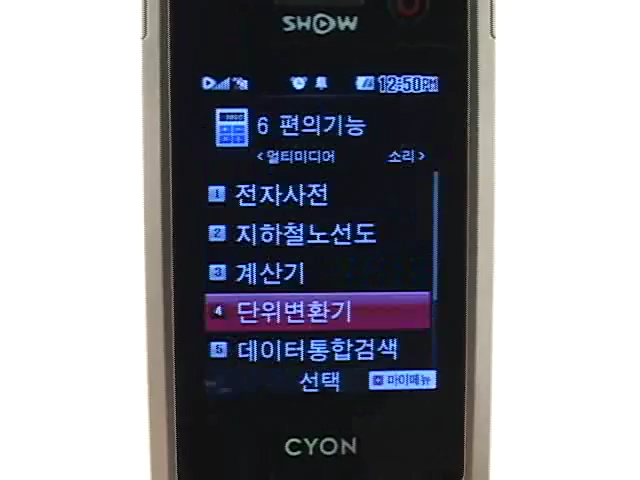 SHOW
12:50PM
6 편의기능
<멀티미디어 소리>
1 전자사전
2 지하철노선도
3 계산기
4 단위변환기
5 데이터통합검색
선택 마이메뉴
CYON